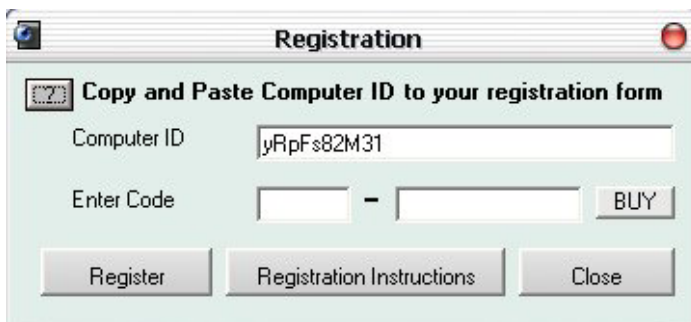 Registration
? Copy and Paste Computer ID to your registration form
Computer ID yRpFs82M31
Enter Code - BUY
Register Registration Instructions Close